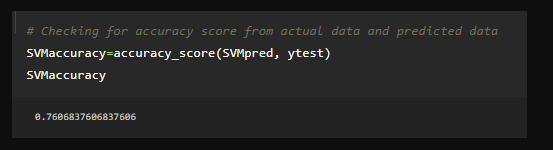 # Checking for accuracy score from actual data and predicted data
SVMaccuracy=accuracy_score(SVMpred, ytest)
SVMaccuracy
0.7606837606837606